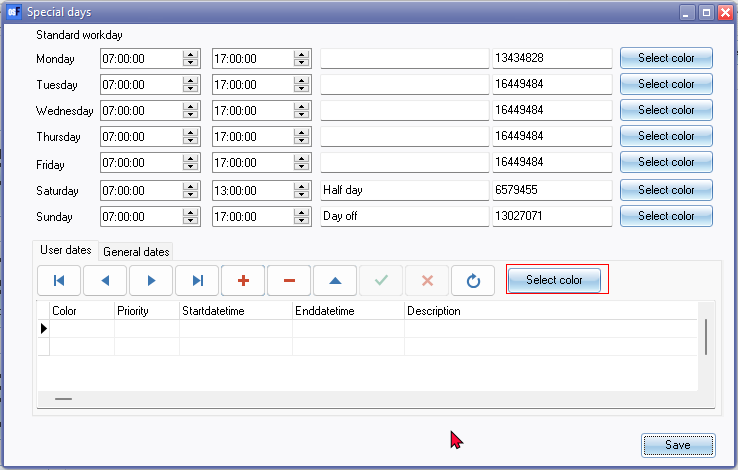 Special days
Standard workday
Monday 07:00:00 17:00:00 13434828 Select color
Tuesday 07:00:00 17:00:00 16449484 Select color
Wednesday 07:00:00 17:00:00 16449484 Select color
Thursday 07:00:00 17:00:00 16449484 Select color
Friday 07:00:00 17:00:00 16449484 Select color
Saturday 07:00:00 13:00:00 Half day 6579455 Select color
Sunday 07:00:00 17:00:00 Day off 13027071 Select color
User dates General dates
Select color
Color Priority Startdatetime Enddatetime Description
Save